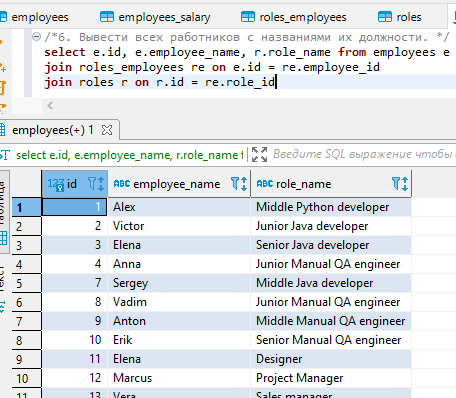 employees employees_salary roles_employees roles
/*6. Вывести всех работников с названиями их должности. */
select e.id, e.employee_name, r.role_name from employees e
join roles_employees re on e.id = re.employee_id
join roles r on r.id = re.role_id
employees(+) 1
select e.id, e.employee_name, r.role_name f Введите SQL выражение чтобы
123 id ABC employee_name ABC role_name
1 1 Alex Middle Python developer
2 2 Victor Junior Java developer
3 3 Elena Senior Java developer
4 4 Anna Junior Manual QA engineer
5 7 Sergey Middle Java developer
6 8 Vadim Junior Manual QA engineer
7 9 Anton Middle Manual QA engineer
8 10 Erik Senior Manual QA engineer
9 11 Elena Designer
10 12 Marcus Project Manager
11 13 Vera Sales manager
Текст